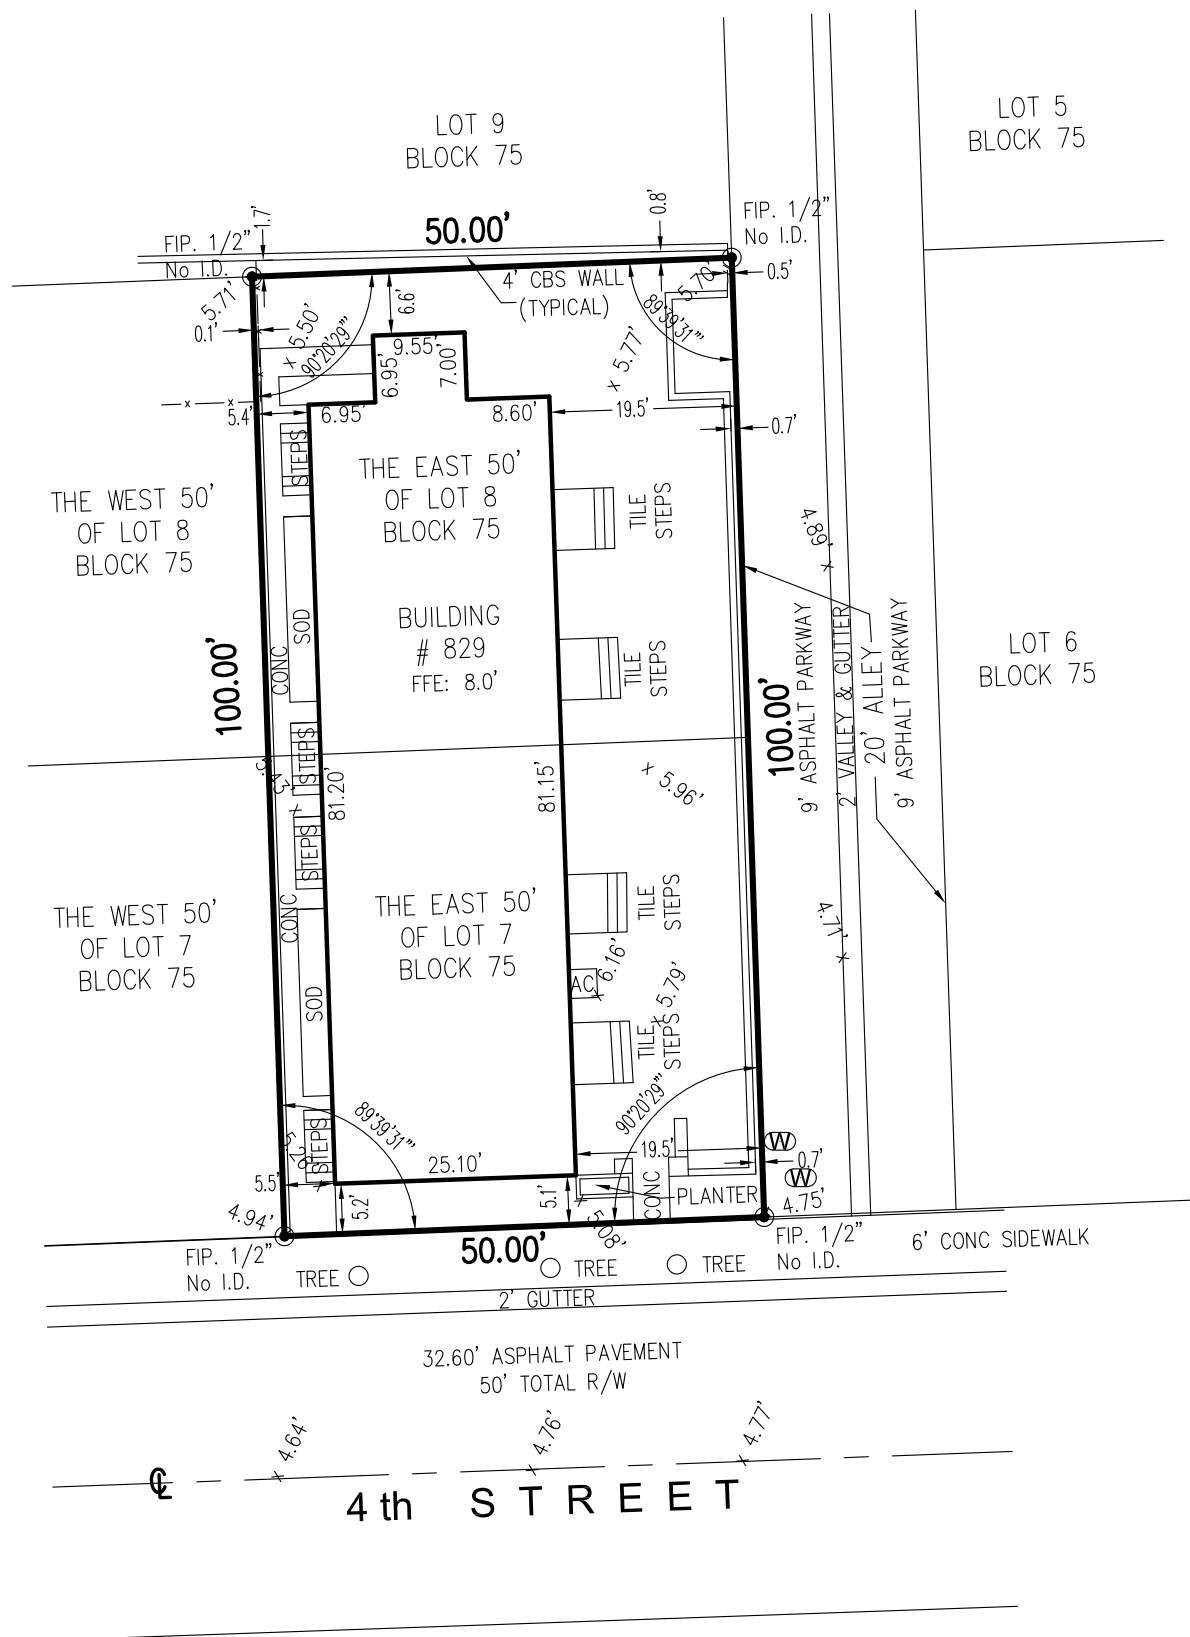 LOT 9
BLOCK 75
LOT 5
BLOCK 75
1.7'
0.8'
50.00'
FIP. 1/2"
No I.D.
FIP. 1/2"
No I.D.
5.71'
4' CBS WALL
(TYPICAL)
5.70'
0.5'
0.1'
x 5.50'
90°20'29"'
6.6'
89°39'31"'
x 5.77'
9.55'
6.95'
7.00'
x x
5.4'
6.95'
8.60'
19.5'
0.7'
STEPS
THE WEST 50'
OF LOT 8
BLOCK 75
THE EAST 50'
OF LOT 8
BLOCK 75
TILE
STEPS
4.89' x
SOD
CONC
BUILDING
# 829
FFE: 8.0'
TILE
STEPS
100.00'
100.00'
9' ASPHALT PARKWAY
2' VALLEY & GUTTER
20' ALLEY
9' ASPHALT PARKWAY
LOT 6
BLOCK 75
STEPS
81.20'
81.15'
x 5.96'
STEPS
CONC
THE WEST 50'
OF LOT 7
BLOCK 75
THE EAST 50'
OF LOT 7
BLOCK 75
TILE
STEPS
4.71' x
AC
x 6.16'
x 5.79'
SOD
TILE
STEPS
89°39'31"'
90°20'29"'
STEPS
W
W
25.10'
19.5'
0.7'
5.5'
5.2'
5.1'
PLANTER
CONC
4.94'
4.75'
5.08'
50.00'
FIP. 1/2"
No I.D.
FIP. 1/2"
No I.D.
TREE
TREE
TREE
6' CONC SIDEWALK
2' GUTTER
32.60' ASPHALT PAVEMENT
50' TOTAL R/W
x 4.64'
x 4.76'
x 4.77'
4 th STREET